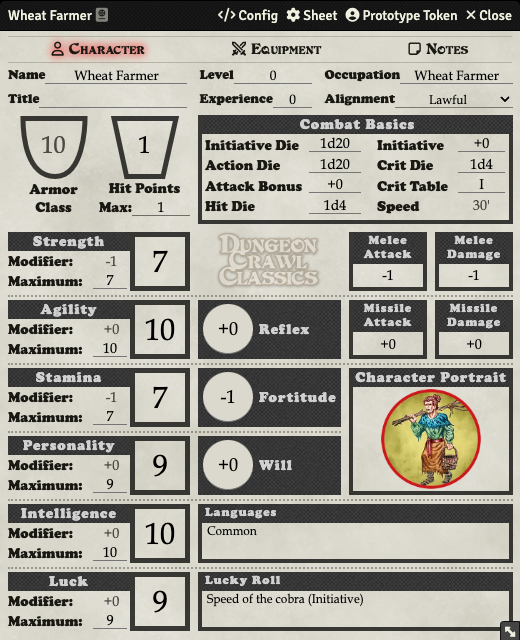 Wheat Farmer Config Sheet Prototype Token Close
Character Equipment Notes
Name Wheat Farmer Level 0 Occupation Wheat Farmer
Title Experience 0 Alignment Lawful
10 1
Armor Class
Hit Points
Max: 1
Combat Basics
Initiative Die 1d20 Initiative +0
Action Die 1d20 Crit Die 1d4
Attack Bonus +0 Crit Table I
Hit Die 1d4 Speed 30'
Strength
Modifier: -1
Maximum: 7
7
Dungeon
Crawl
Classics
Melee
Attack
-1
Melee
Damage
-1
Agility
Modifier: +0
Maximum: 10
10
+0 Reflex
Missile
Attack
+0
Missile
Damage
+0
Stamina
Modifier: -1
Maximum: 7
7
-1 Fortitude
Character Portrait
Personality
Modifier: +0
Maximum: 9
9
+0 Will
Intelligence
Modifier: +0
Maximum: 10
10
Languages
Common
Luck
Modifier: +0
Maximum: 9
9
Lucky Roll
Speed of the cobra (Initiative)